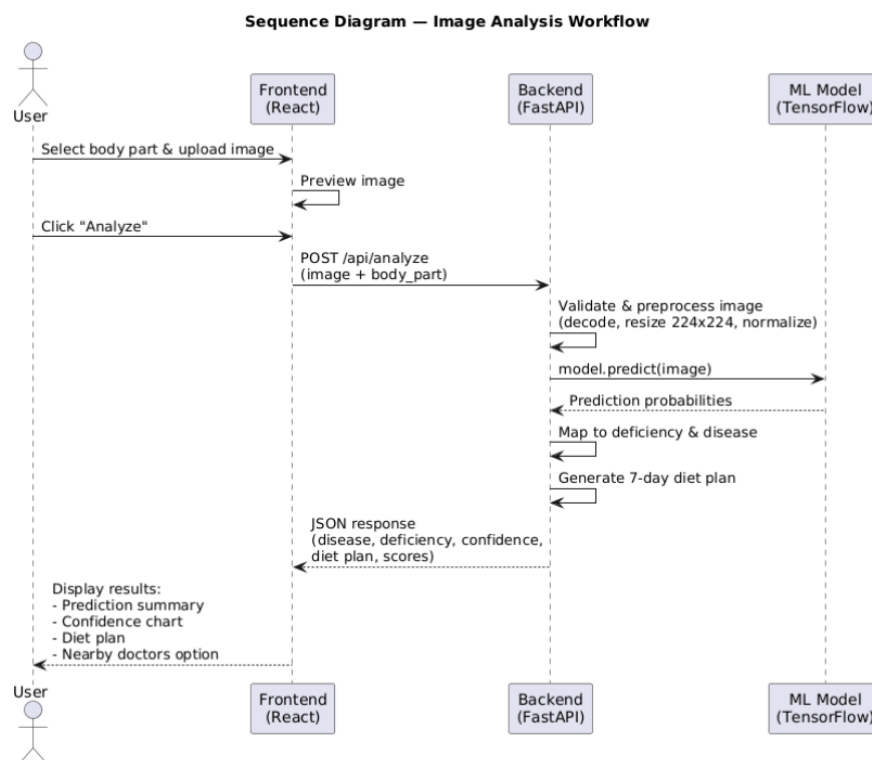 Sequence Diagram — Image Analysis Workflow
User
Frontend
(React)
Backend
(FastAPI)
ML Model
(TensorFlow)
Select body part & upload image
Preview image
Click "Analyze"
POST /api/analyze
(image + body_part)
Validate & preprocess image
(decode, resize 224x224, normalize)
model.predict(image)
Prediction probabilities
Map to deficiency & disease
Generate 7-day diet plan
JSON response
(disease, deficiency, confidence,
diet plan, scores)
Display results:
- Prediction summary
- Confidence chart
- Diet plan
- Nearby doctors option
User
Frontend
(React)
Backend
(FastAPI)
ML Model
(TensorFlow)